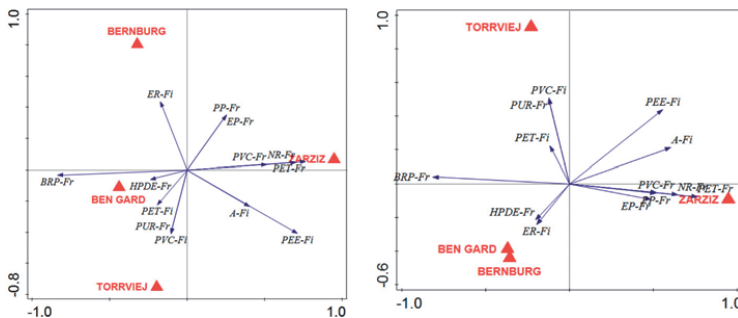 1.0
BERNBURG
ER-Fi
PP-Fr
EP-Fr
PVC-Fr
NR-Fr
ZARZIZ
PET-Fr
BRP-Fr
HPDE-Fr
BEN GARD
PET-Fi
A-Fi
PUR-Fr
PVC-Fi
PEE-Fi
TORRVIEJ
-0.8
-1.0
1.0
1.0
TORRVIEJ
PVC-Fi
PUR-Fr
PEE-Fi
PET-Fi
A-Fi
BRP-Fr
PVC-Fr
NR-Fr
PET-Fr
EP-Fr
PP-Fr
ZARZIZ
HPDE-Fr
ER-Fi
BEN GARD
BERNBURG
-0.6
-1.0
1.0